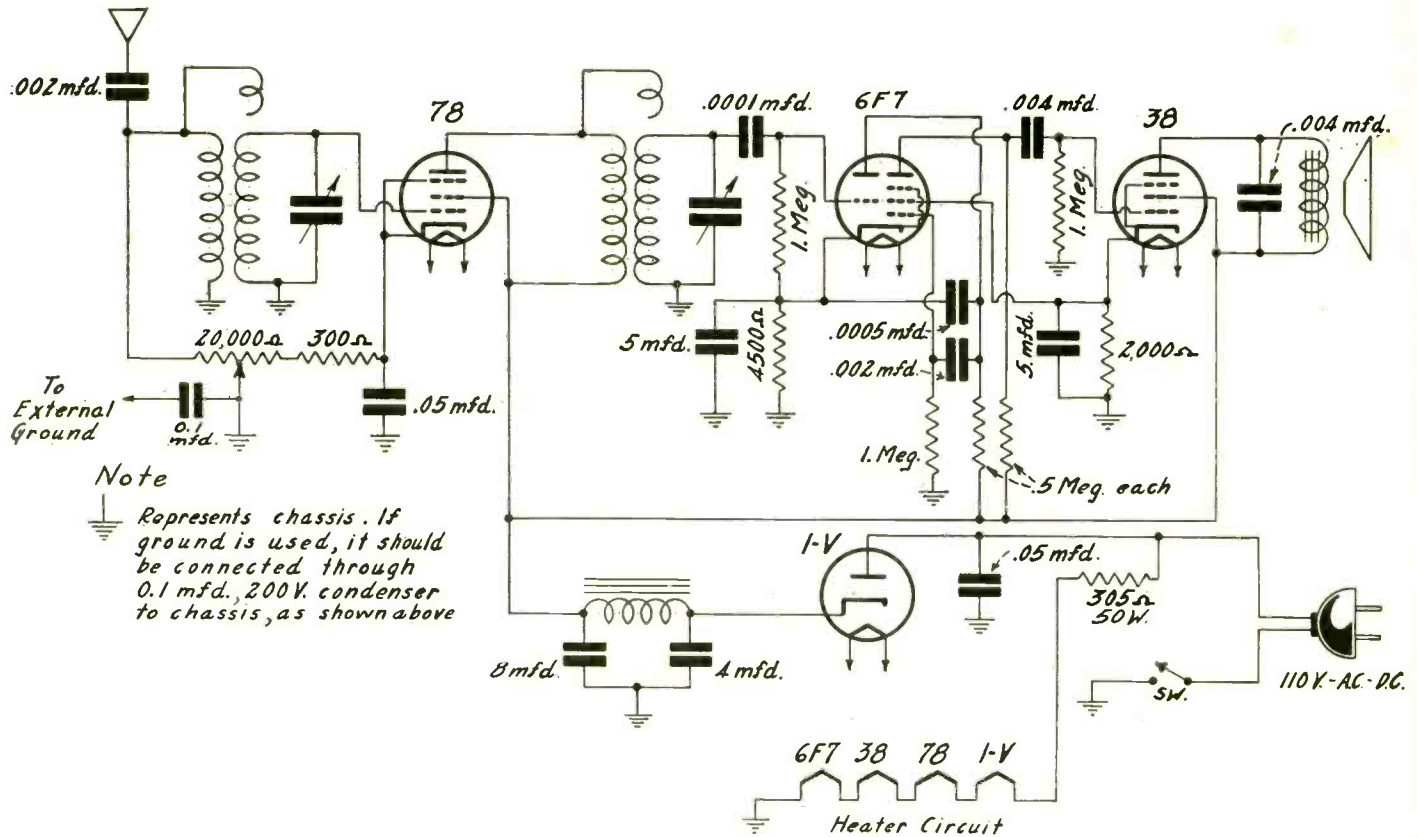 .002 mfd.
78
.0001 mfd.
6F7
.004 mfd.
38
.004 mfd.
1. Meg.
1. Meg.
20,000Ω
300Ω
5 mfd.
4500Ω
.0005 mfd.
.002 mfd.
5. mfd.
2,000Ω
To
External
Ground
0.1
mfd.
.05 mfd.
1. Meg.
.5 Meg. each
Note
Represents chassis. If
ground is used, it should
be connected through
0.1 mfd., 200 V. condenser
to chassis, as shown above
1-V
.05 mfd.
305Ω
50 W.
8 mfd.
4 mfd.
SW.
110 V.-A.C.-D.C.
6F7 38 78 1-V
Heater Circuit